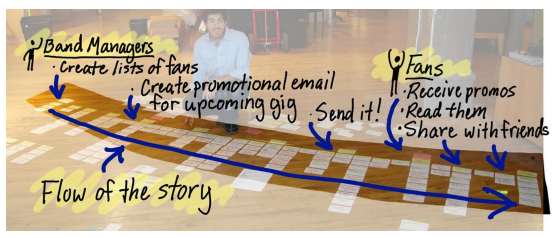 Band Managers
· Create lists of fans
· Create promotional email
for upcoming gig
· Send it!
Fans
· Receive promos
· Read them
· Share with friends
Flow of the story